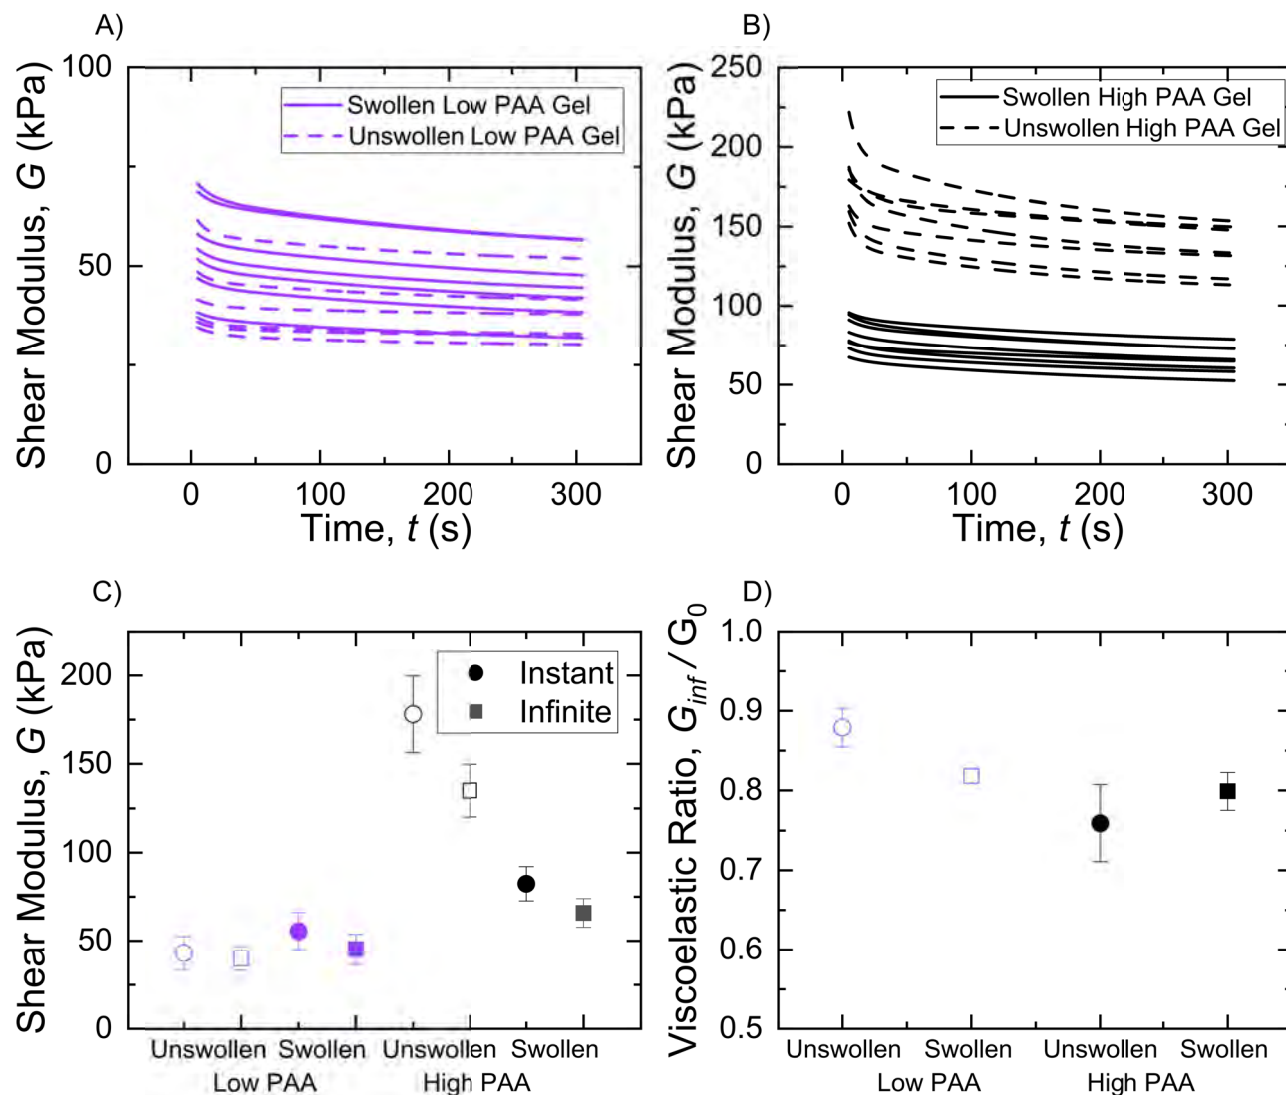 A)
Shear Modulus, G (kPa)
100
50
0
Swollen Low PAA Gel
Unswollen Low PAA Gel
0 100 200 300
Time, t (s)
B)
Shear Modulus, G (kPa)
250
200
150
100
50
0
Swollen High PAA Gel
Unswollen High PAA Gel
0 100 200 300
Time, t (s)
C)
Shear Modulus, G (kPa)
200
150
100
50
0
Instant
Infinite
Unswollen Swollen Unswollen Swollen
Low PAA High PAA
D)
Viscoelastic Ratio, Ginf / G0
1.0
0.9
0.8
0.7
0.6
0.5
Unswollen Swollen Unswollen Swollen
Low PAA High PAA